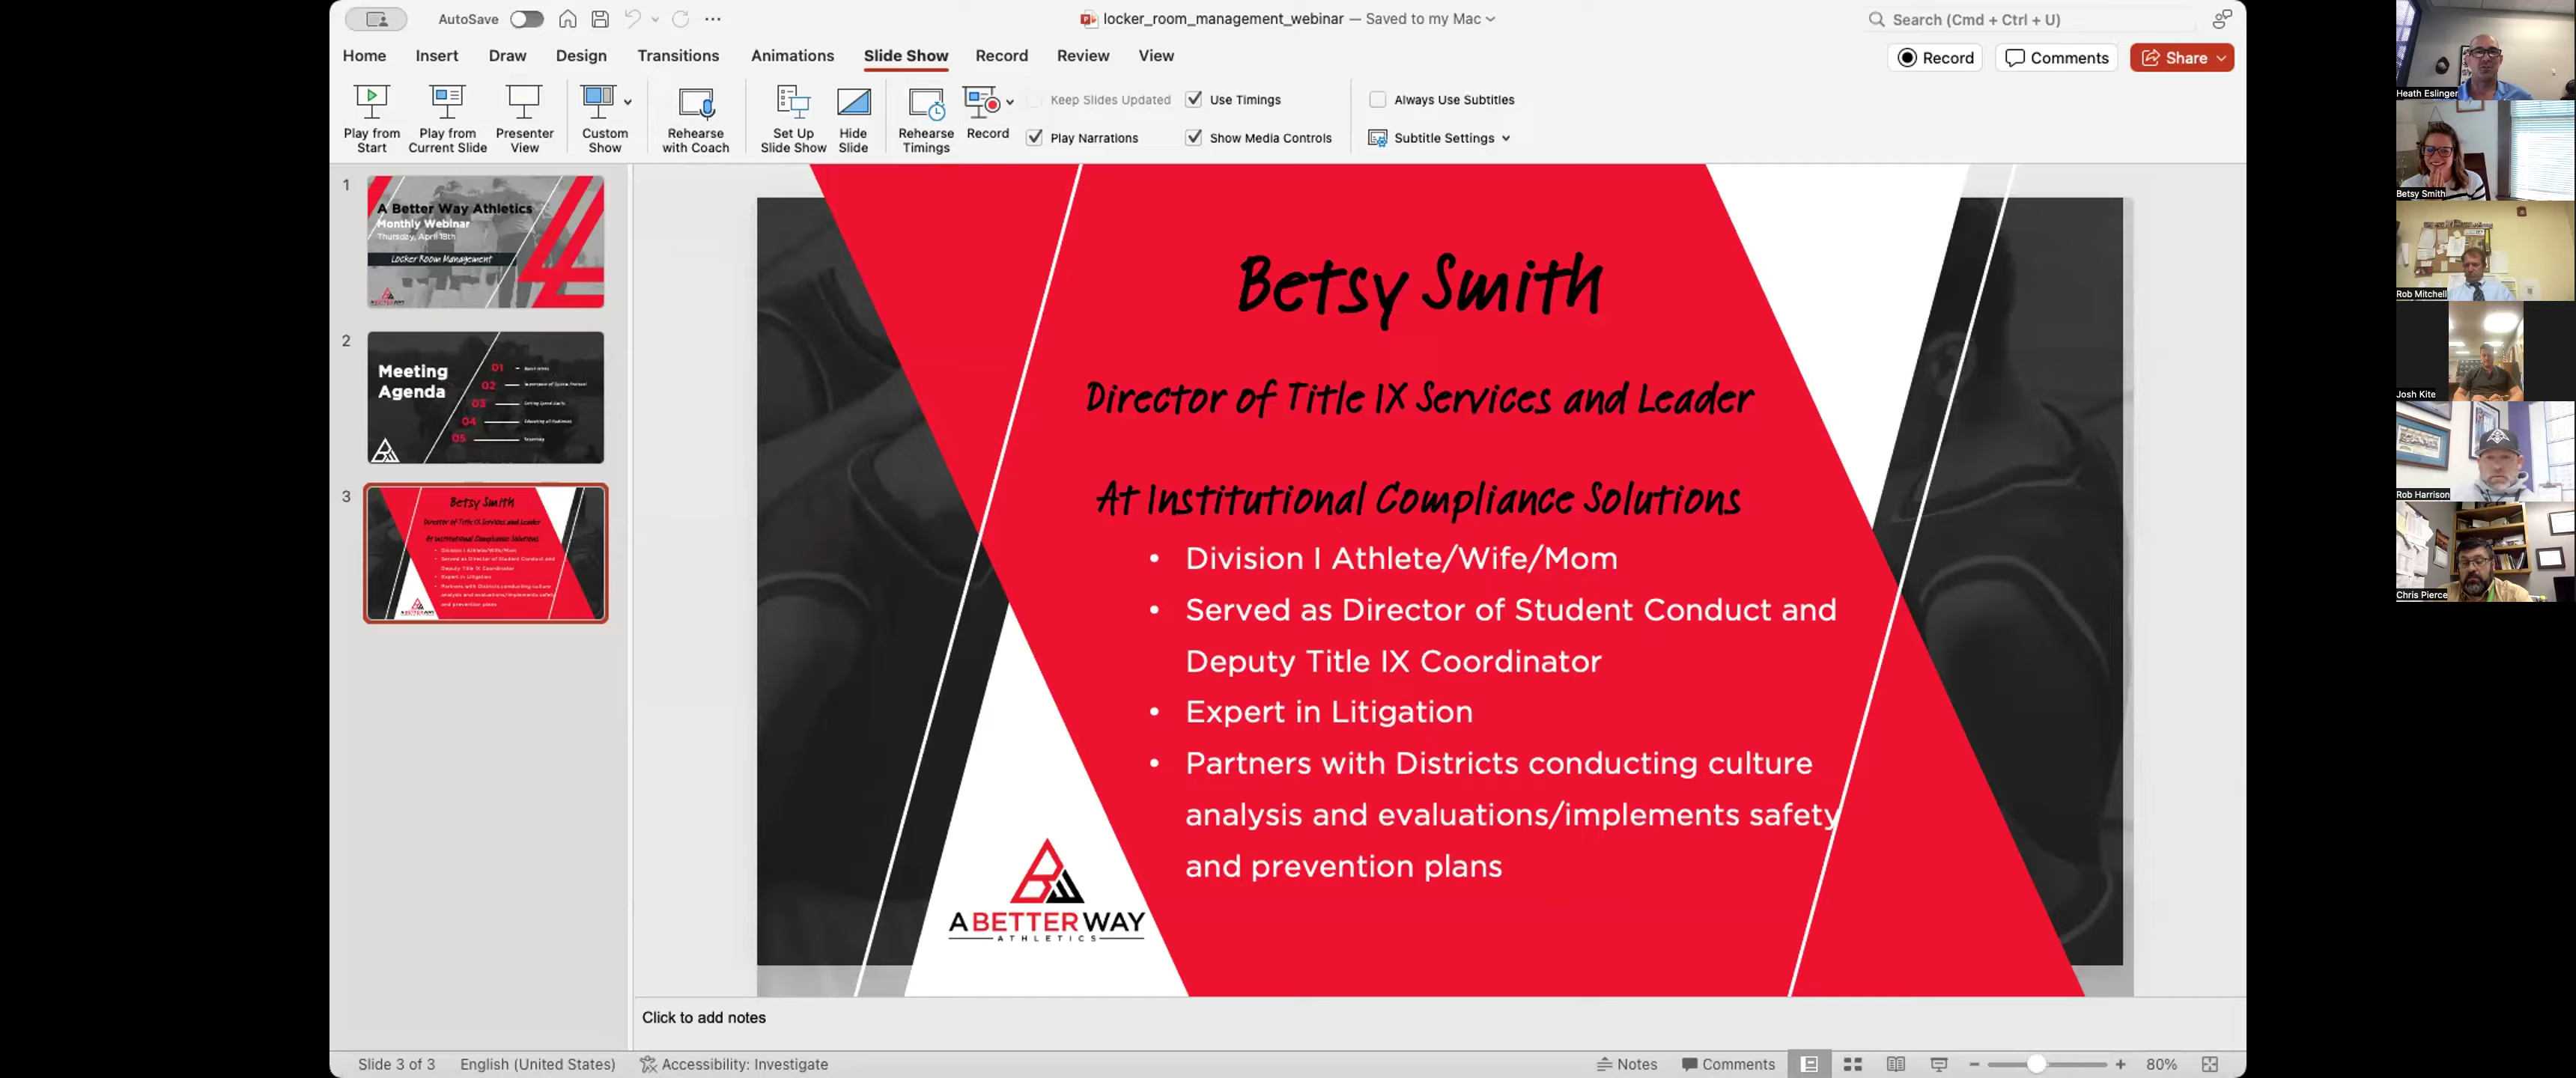 AutoSave
locker_room_management_webinar — Saved to my Mac
Search (Cmd + Ctrl + U)
Home Insert Draw Design Transitions Animations Slide Show Record Review View
Record Comments Share
Play from Start
Play from Current Slide
Presenter View
Custom Show
Rehearse with Coach
Set Up Slide Show
Hide Slide
Rehearse Timings
Record
Keep Slides Updated
Use Timings
Play Narrations
Show Media Controls
Always Use Subtitles
Subtitle Settings
1
A Better Way Athletics
Monthly Webinar
Thursday, April 18th
Locker Room Management
2
Meeting
Agenda
01
02
03
04
05
3
Betsy Smith
Director of Title IX Services and Leader
At Institutional Compliance Solutions
• Division I Athlete/Wife/Mom
• Served as Director of Student Conduct and
Deputy Title IX Coordinator
• Expert in Litigation
• Partners with Districts conducting culture
analysis and evaluations/implements safety
and prevention plans
Betsy Smith
Director of Title IX Services and Leader
At Institutional Compliance Solutions
• Division I Athlete/Wife/Mom
• Served as Director of Student Conduct and
Deputy Title IX Coordinator
• Expert in Litigation
• Partners with Districts conducting culture
analysis and evaluations/implements safety
and prevention plans
A BETTER WAY
ATHLETICS
Click to add notes
Slide 3 of 3 English (United States) Accessibility: Investigate
Notes Comments 80%
Heath Eslinger
Betsy Smith
Rob Mitchell
Josh Kite
Rob Harrison
Chris Pierce